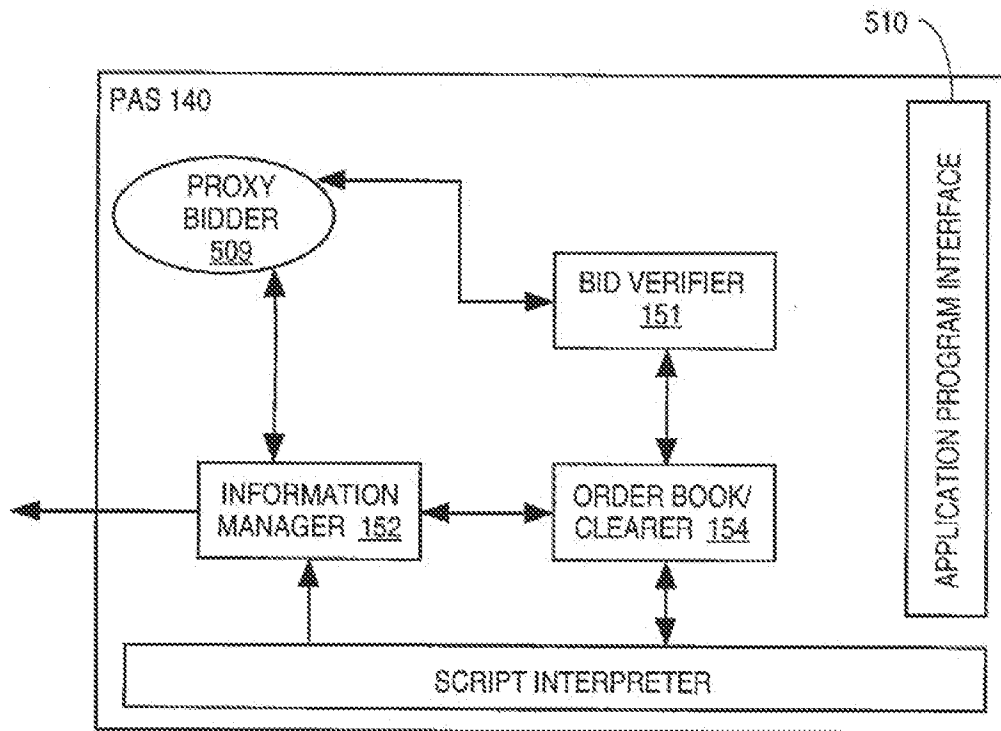 510
PAS 140
PROXY
BIDDER
509
BID VERIFIER
151
INFORMATION
MANAGER 152
ORDER BOOK/
CLEARER 154
APPLICATION PROGRAM INTERFACE
SCRIPT INTERPRETER